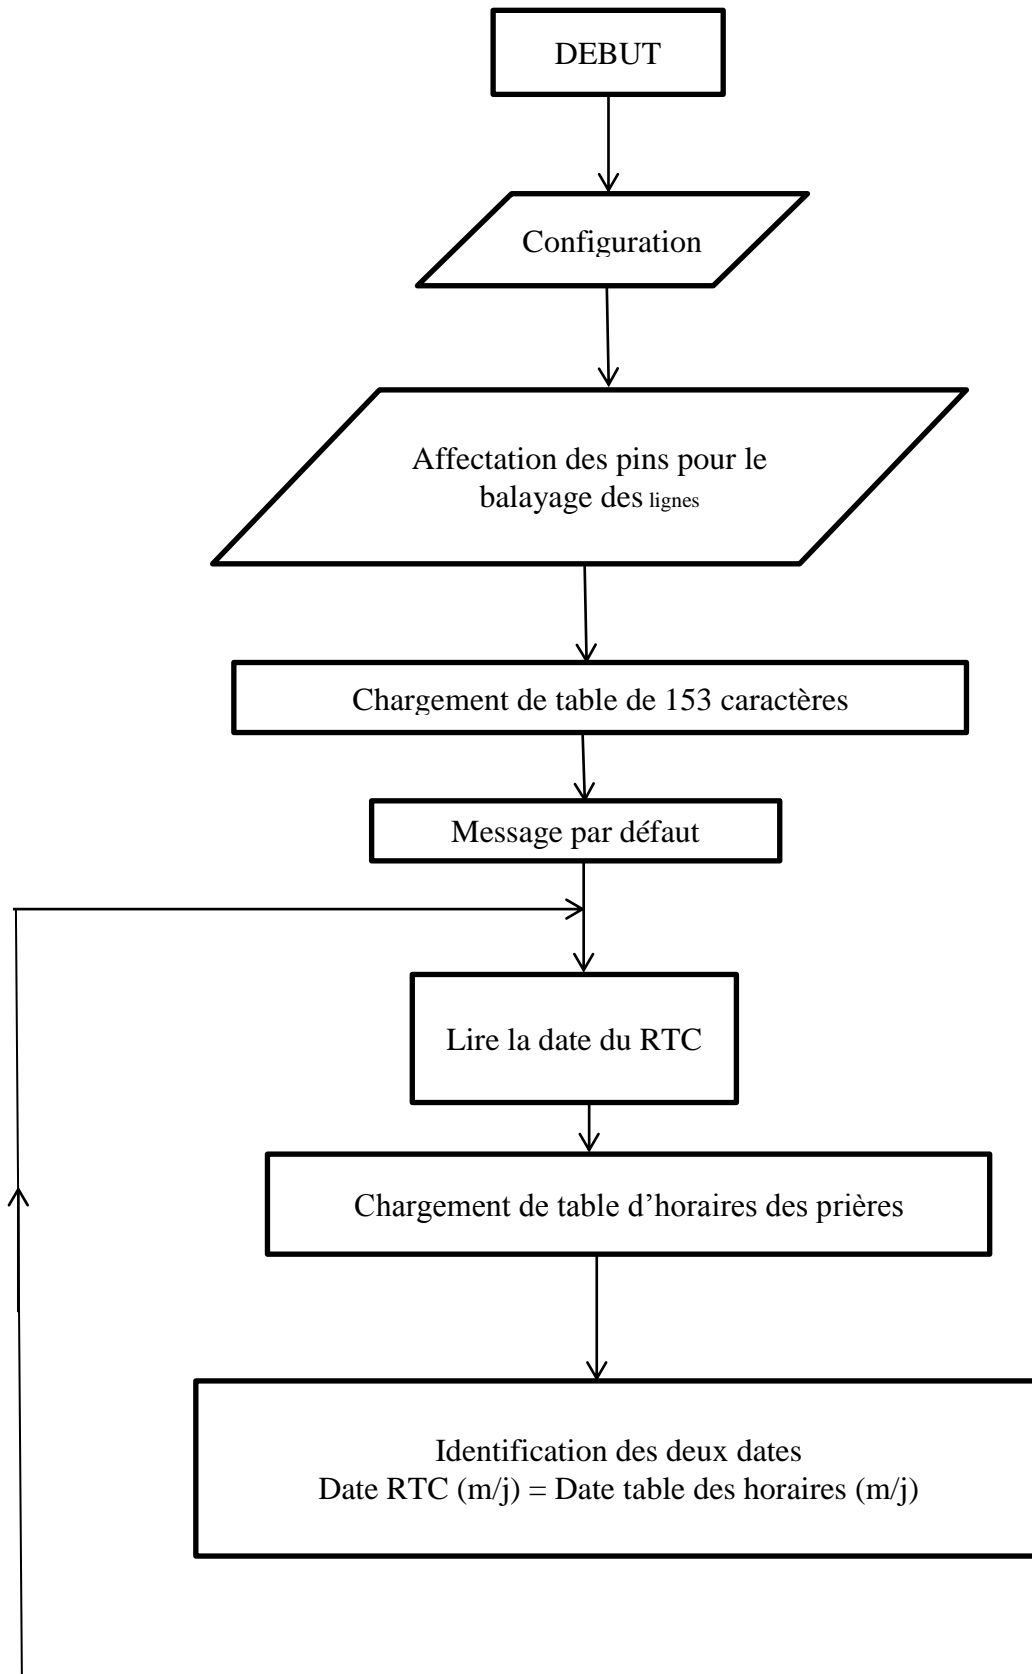 DEBUT
Configuration
Affectation des pins pour le
balayage des lignes
Chargement de table de 153 caractères
Message par défaut
Lire la date du RTC
Chargement de table d’horaires des prières
Identification des deux dates
Date RTC (m/j) = Date table des horaires (m/j)